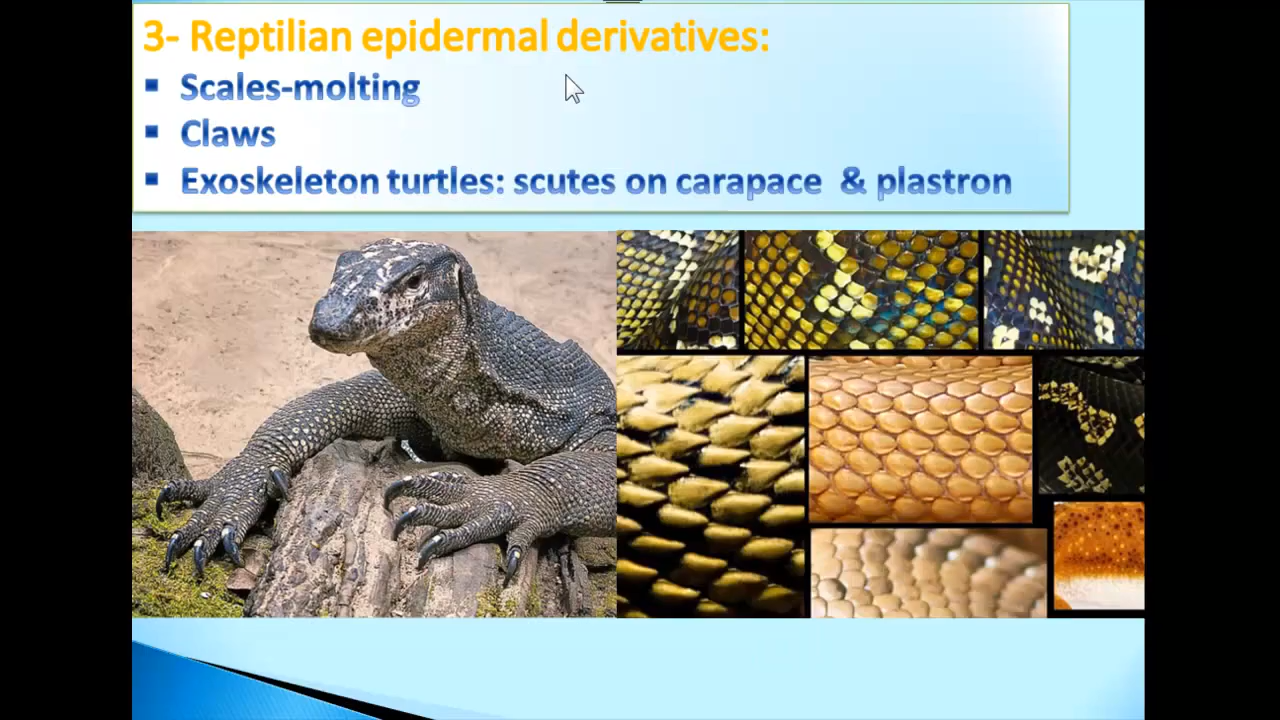 3- Reptilian epidermal derivatives:
▪ Scales-molting
▪ Claws
▪ Exoskeleton turtles: scutes on carapace & plastron